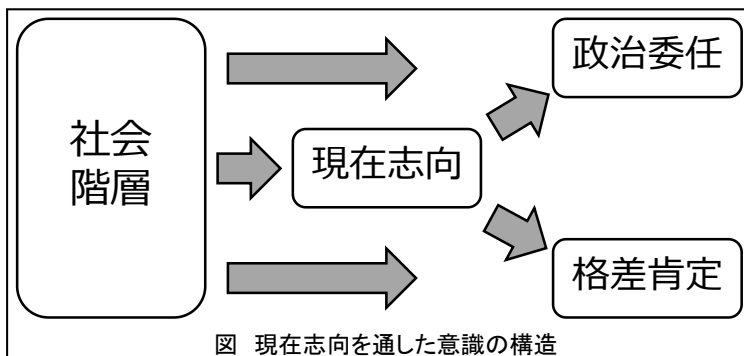 社会
階層
現在志向
政治委任
格差肯定
図 現在志向を通した意識の構造